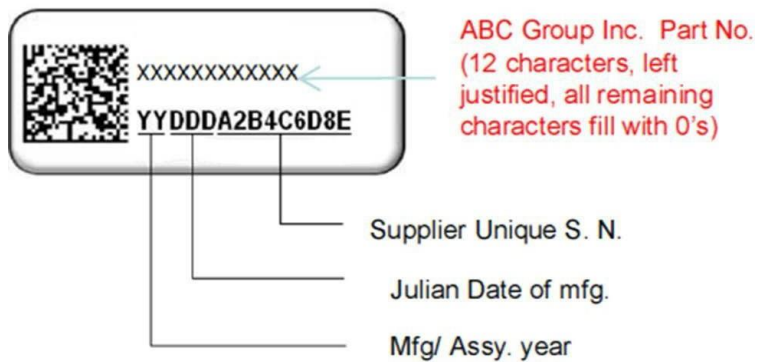 XXXXXXXXXXXX
YYDDDA2B4C6D8E
ABC Group Inc. Part No.
(12 characters, left
justified, all remaining
characters fill with 0's)
Supplier Unique S. N.
Julian Date of mfg.
Mfg/ Assy. year